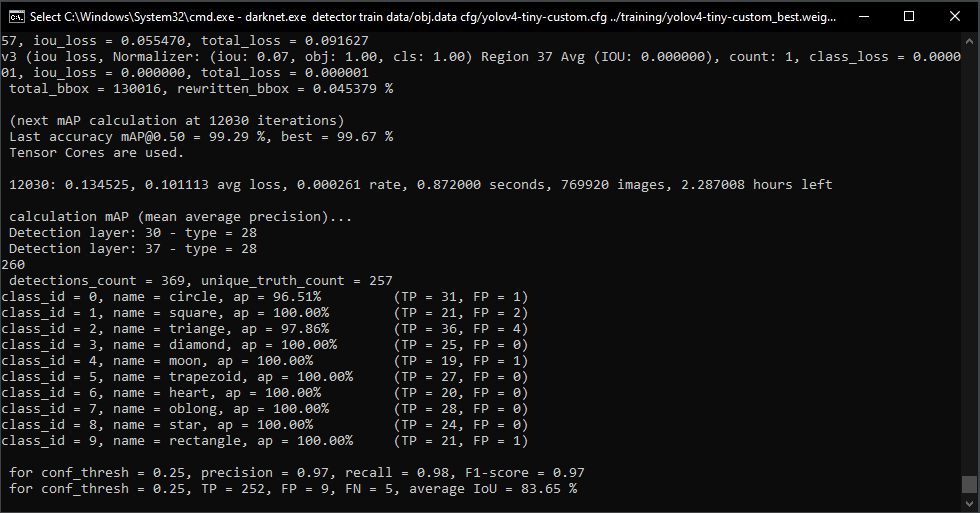 Select C:\Windows\System32\cmd.exe - darknet.exe  detector train data/obj.data cfg/yolov4-tiny-custom.cfg ../training/yolov4-tiny-custom_best.weig...
57, iou_loss = 0.055470, total_loss = 0.091627
v3 (iou loss, Normalizer: (iou: 0.07, obj: 1.00, cls: 1.00) Region 37 Avg (IOU: 0.000000), count: 1, class_loss = 0.0000
01, iou_loss = 0.000000, total_loss = 0.000001
total_bbox = 130016, rewritten_bbox = 0.045379 %
(next mAP calculation at 12030 iterations)
Last accuracy mAP@0.50 = 99.29 %, best = 99.67 %
Tensor Cores are used.
12030: 0.134525, 0.101113 avg loss, 0.000261 rate, 0.872000 seconds, 769920 images, 2.287008 hours left
calculation mAP (mean average precision)...
Detection layer: 30 - type = 28
Detection layer: 37 - type = 28
260
detections_count = 369, unique_truth_count = 257
class_id = 0, name = circle, ap = 96.51% (TP = 31, FP = 1)
class_id = 1, name = square, ap = 100.00% (TP = 21, FP = 2)
class_id = 2, name = triange, ap = 97.86% (TP = 36, FP = 4)
class_id = 3, name = diamond, ap = 100.00% (TP = 25, FP = 0)
class_id = 4, name = moon, ap = 100.00% (TP = 19, FP = 1)
class_id = 5, name = trapezoid, ap = 100.00% (TP = 27, FP = 0)
class_id = 6, name = heart, ap = 100.00% (TP = 20, FP = 0)
class_id = 7, name = oblong, ap = 100.00% (TP = 28, FP = 0)
class_id = 8, name = star, ap = 100.00% (TP = 24, FP = 0)
class_id = 9, name = rectangle, ap = 100.00% (TP = 21, FP = 1)
for conf_thresh = 0.25, precision = 0.97, recall = 0.98, F1-score = 0.97
for conf_thresh = 0.25, TP = 252, FP = 9, FN = 5, average IoU = 83.65 %